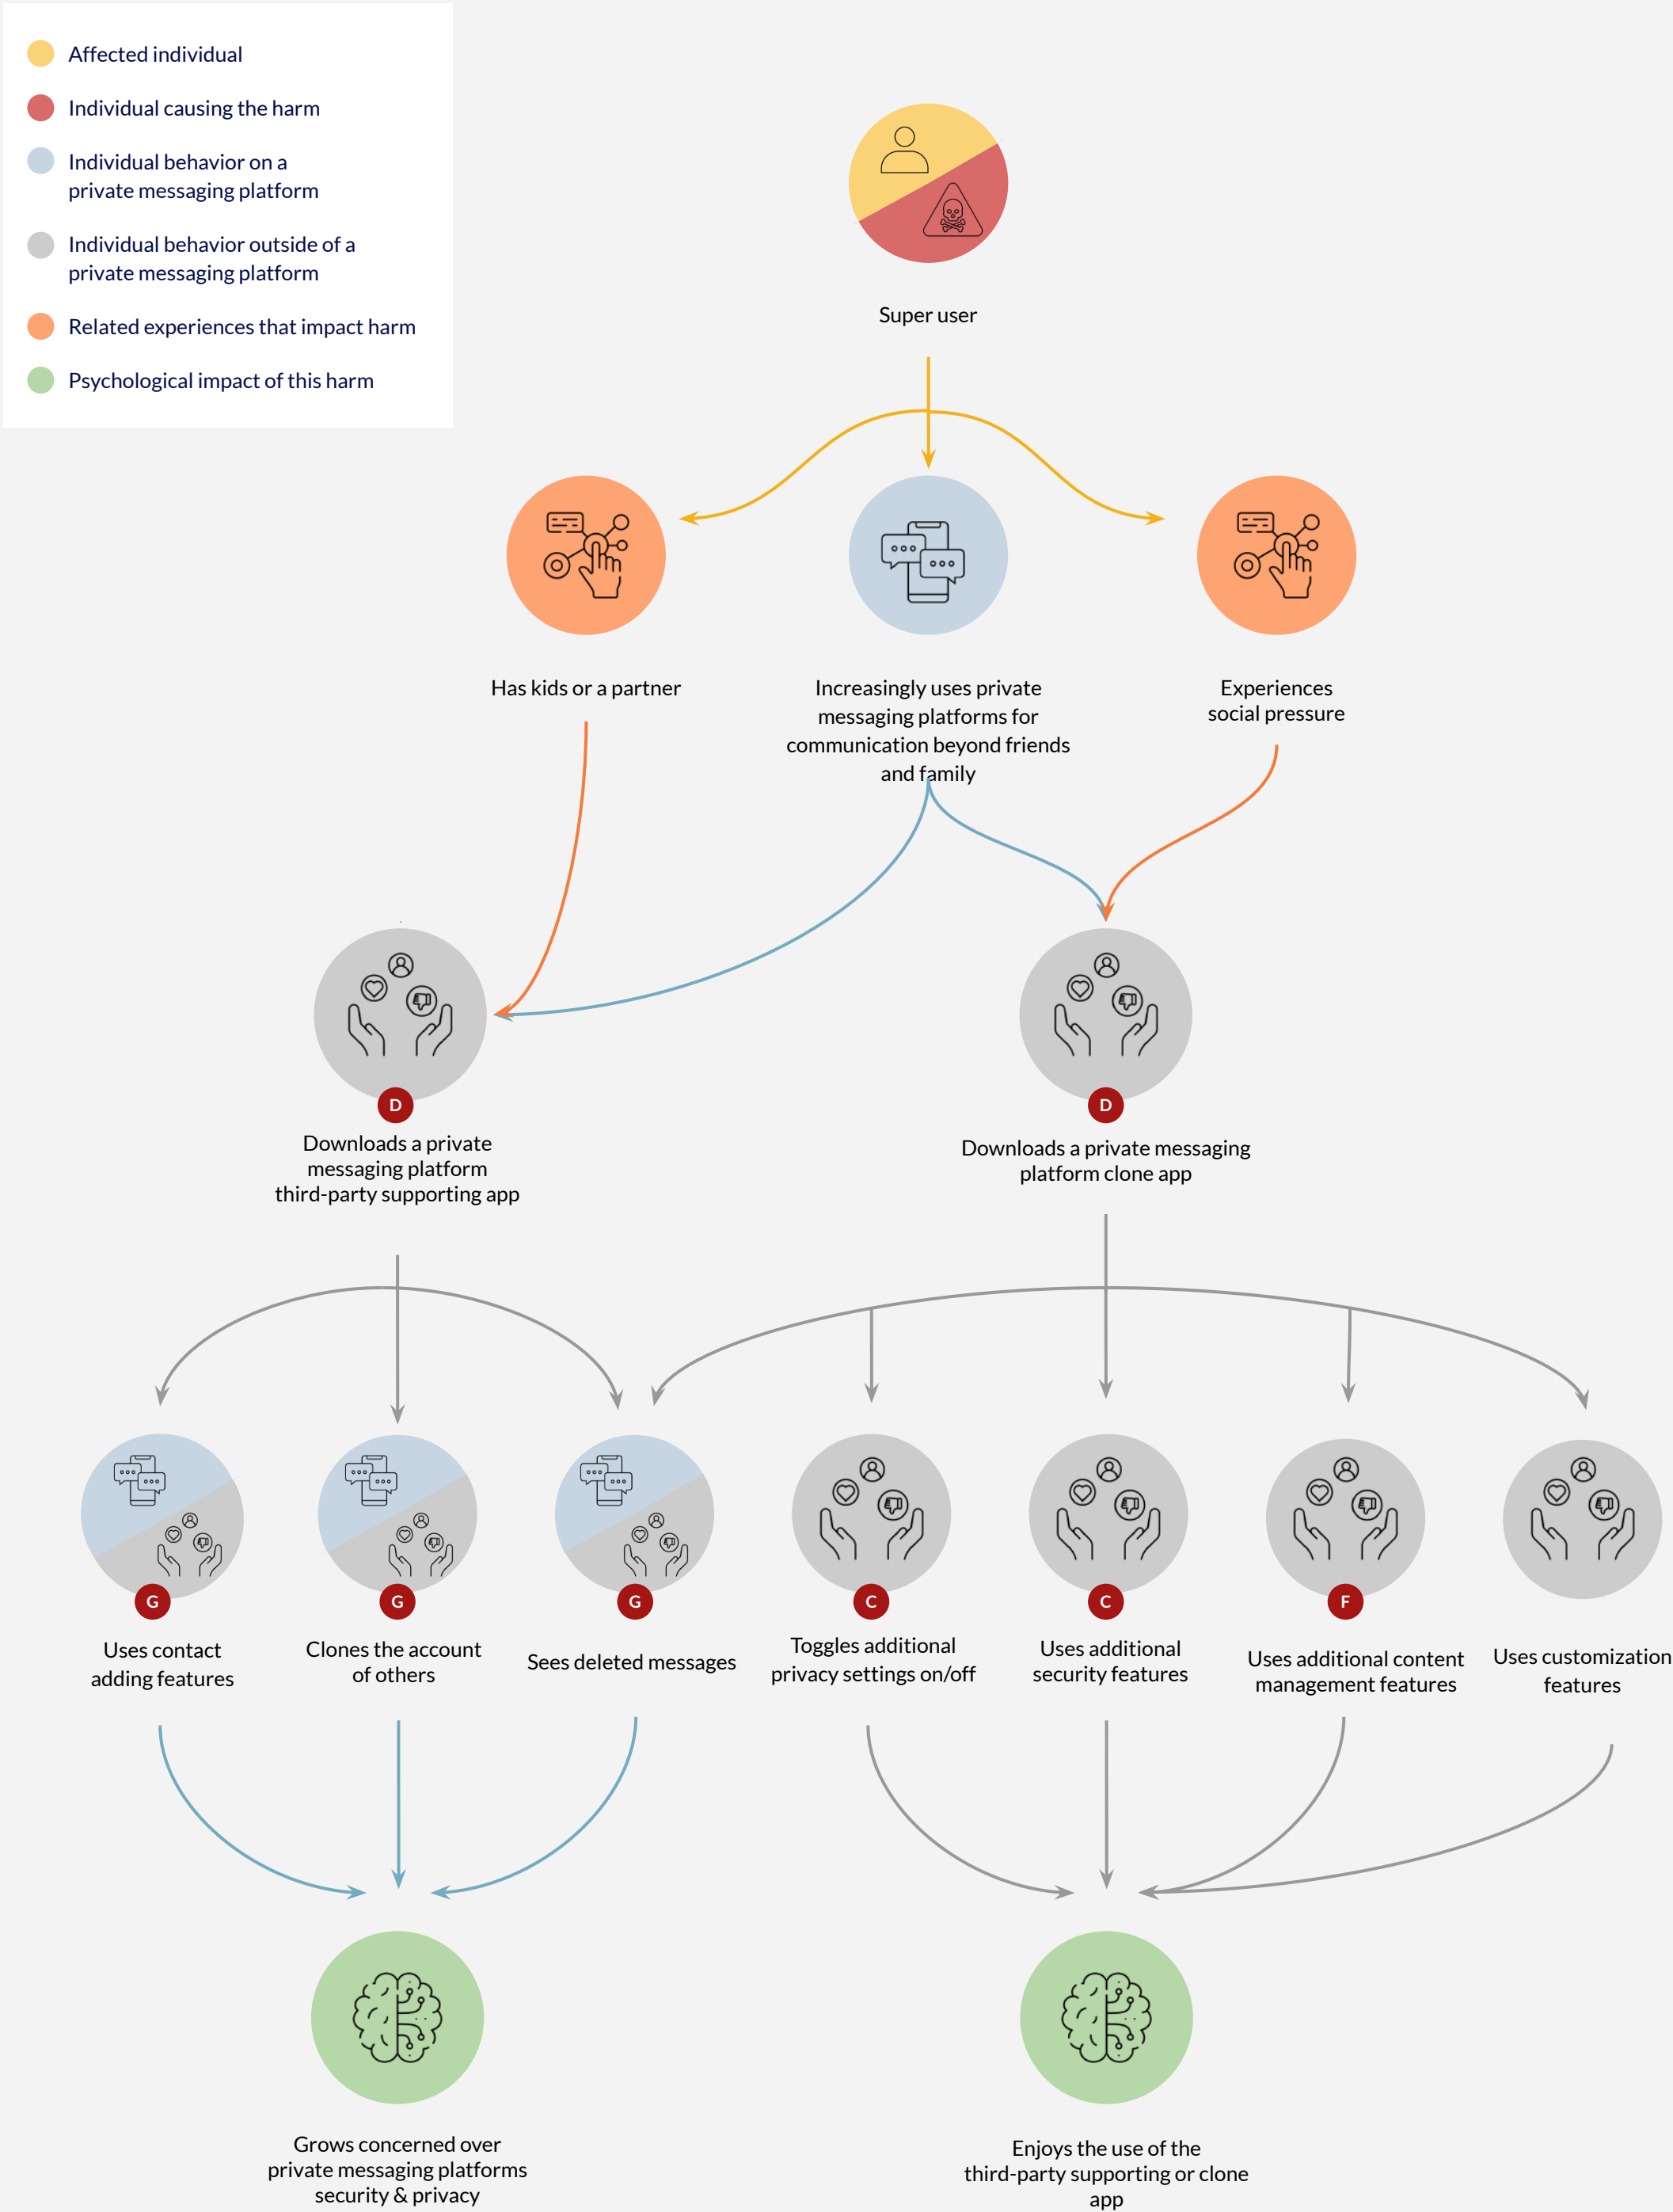 Affected individual
Individual causing the harm
Individual behavior on a
private messaging platform
Individual behavior outside of a
private messaging platform
Related experiences that impact harm
Psychological impact of this harm
Super user
Has kids or a partner
Increasingly uses private
messaging platforms for
communication beyond friends
and family
Experiences
social pressure
D
Downloads a private
messaging platform
third-party supporting app
D
Downloads a private messaging
platform clone app
G
Uses contact
adding features
G
Clones the account
of others
G
Sees deleted messages
C
Toggles additional
privacy settings on/off
C
Uses additional
security features
F
Uses additional content
management features
Uses customization
features
Grows concerned over
private messaging platforms
security & privacy
Enjoys the use of the
third-party supporting or clone
app